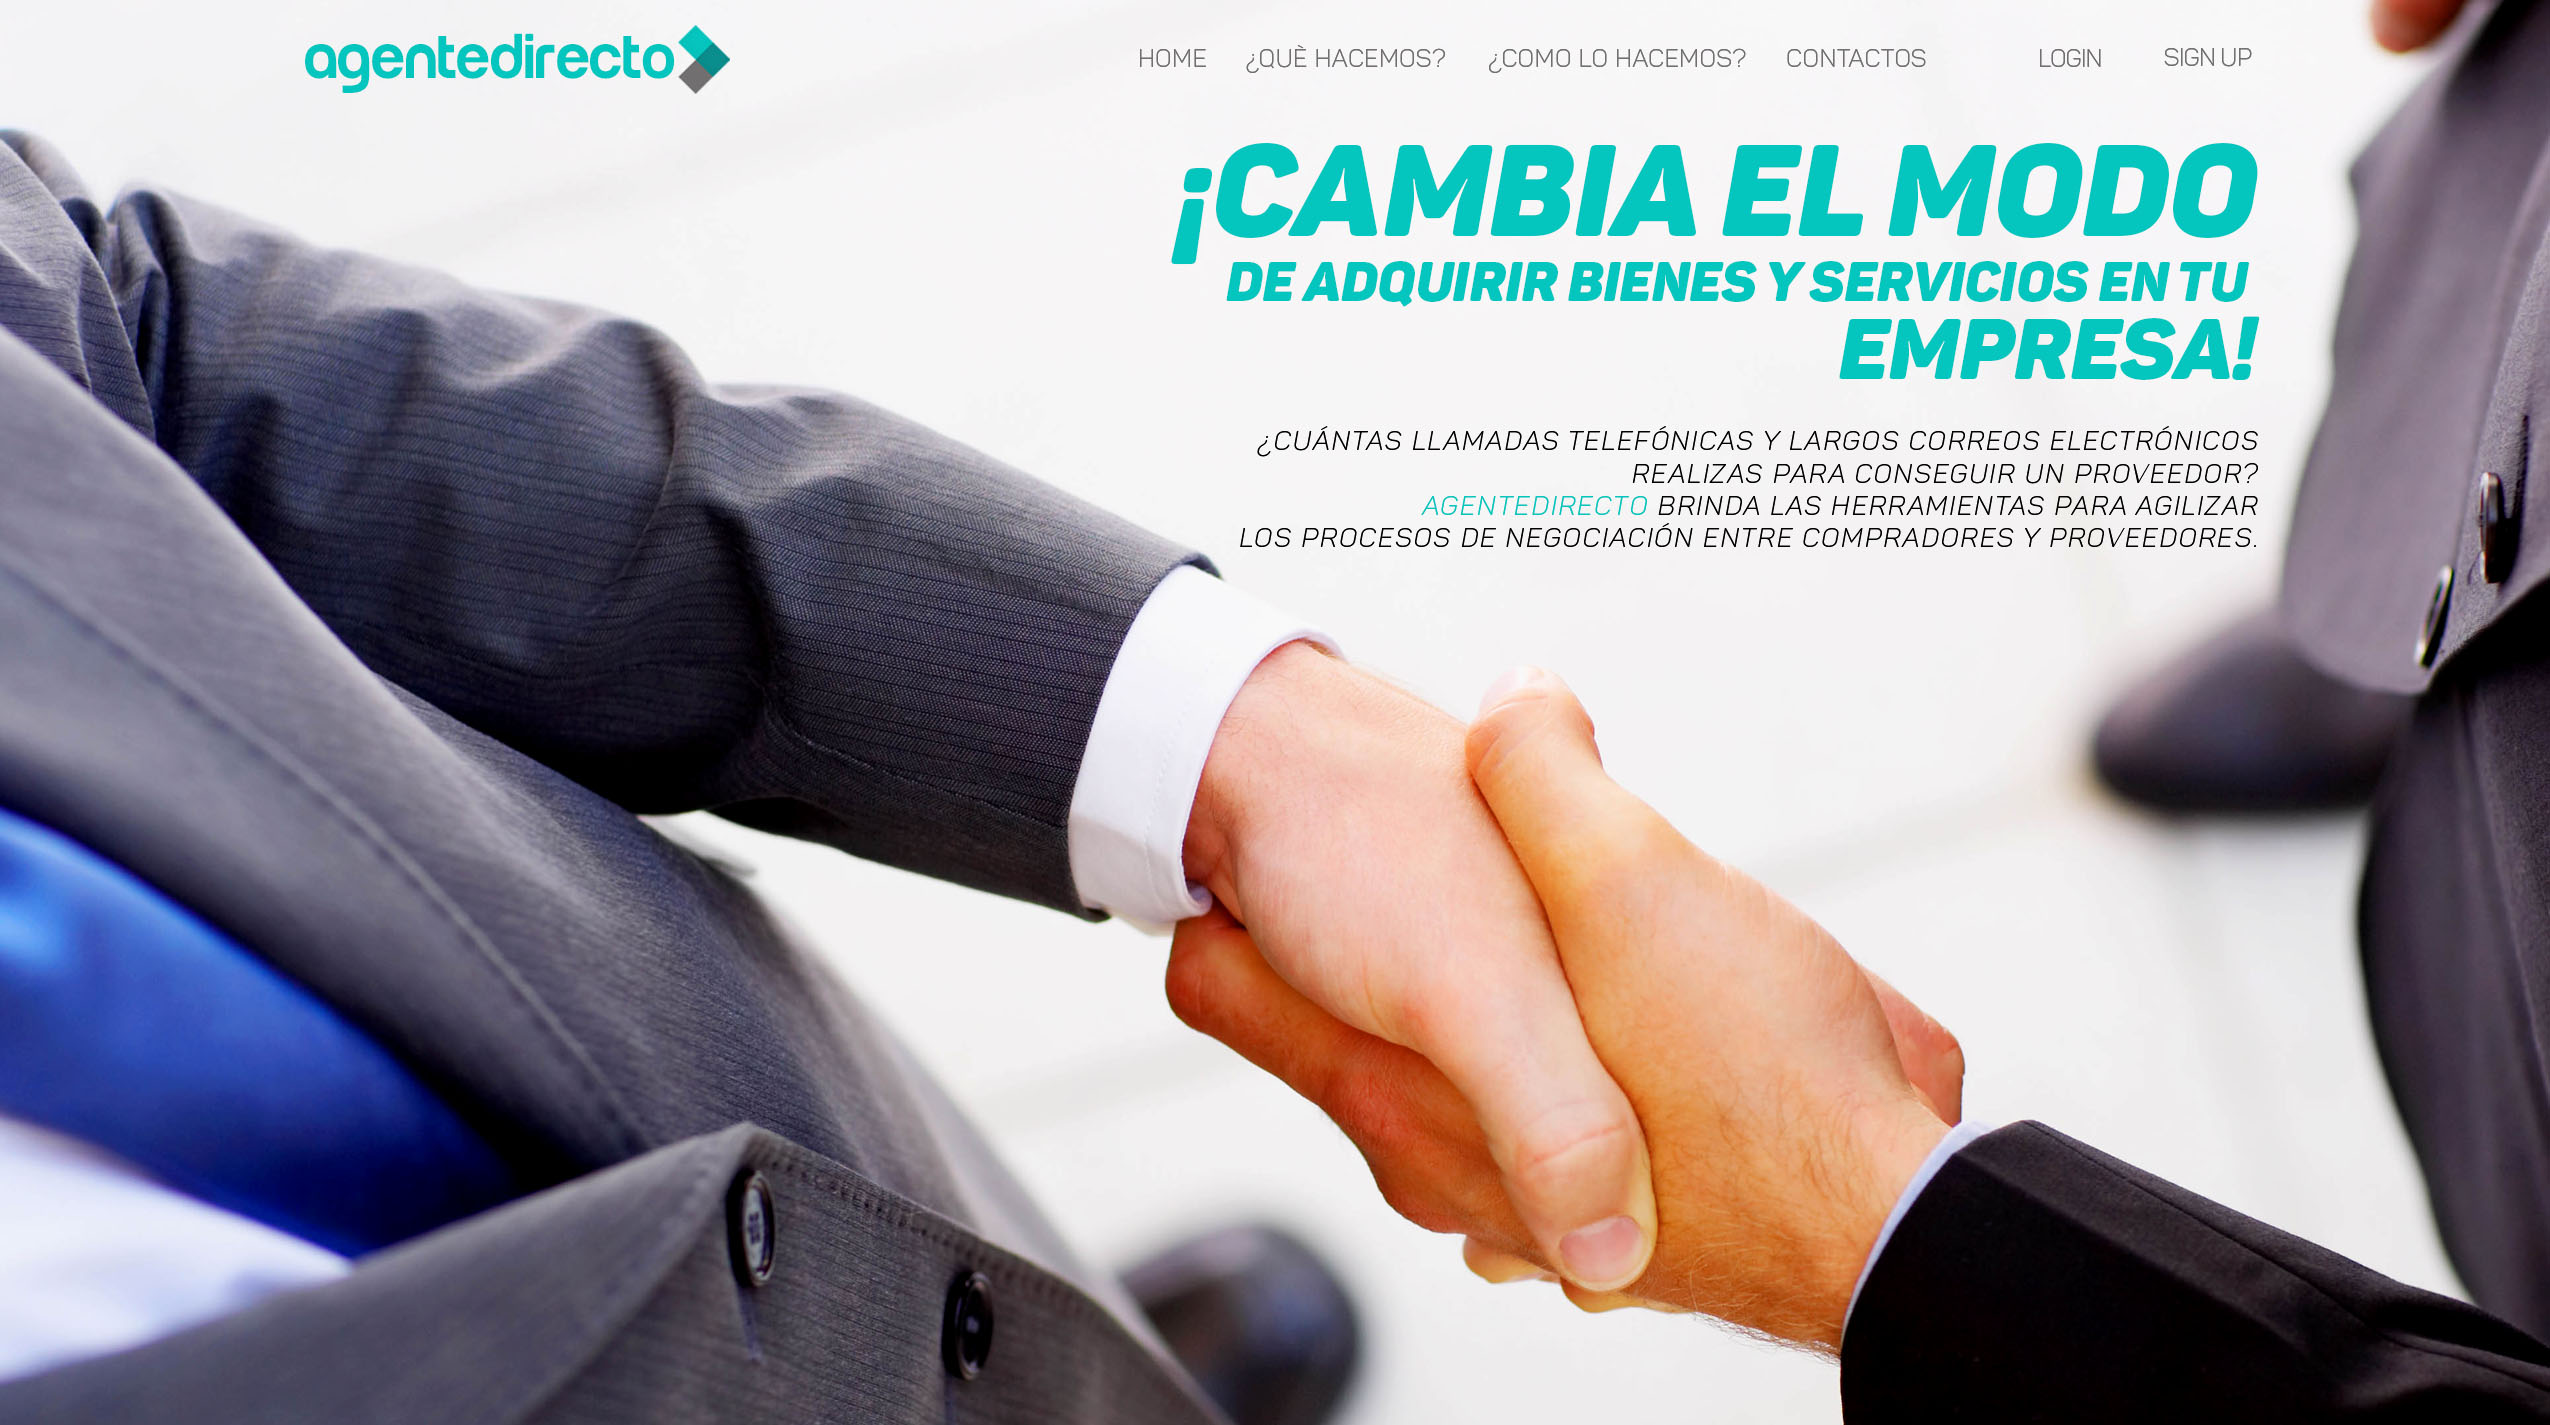 agentedirecto
HOME ¿QUÈ HACEMOS? ¿COMO LO HACEMOS? CONTACTOS LOGIN SIGN UP
¡CAMBIA EL MODO
DE ADQUIRIR BIENES Y SERVICIOS EN TU
EMPRESA!
¿CUÁNTAS LLAMADAS TELEFÓNICAS Y LARGOS CORREOS ELECTRÓNICOS
REALIZAS PARA CONSEGUIR UN PROVEEDOR?
AGENTEDIRECTO BRINDA LAS HERRAMIENTAS PARA AGILIZAR
LOS PROCESOS DE NEGOCIACIÓN ENTRE COMPRADORES Y PROVEEDORES.